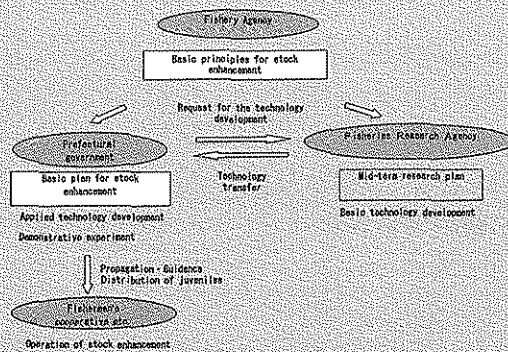 Fishery Agency
Basic principles for stock
enhancement
Request for the technology
development
Prefectural
government
Fisheries Research Agency
Basic plan for stock
enhancement
Technology
transfer
Mid-term research plan
Applied technology development
Basic technology development
Demonstrative experiment
Propagation・Guidance
Distribution of juveniles
Fishermen's
cooperative etc.
Operation of stock enhancement